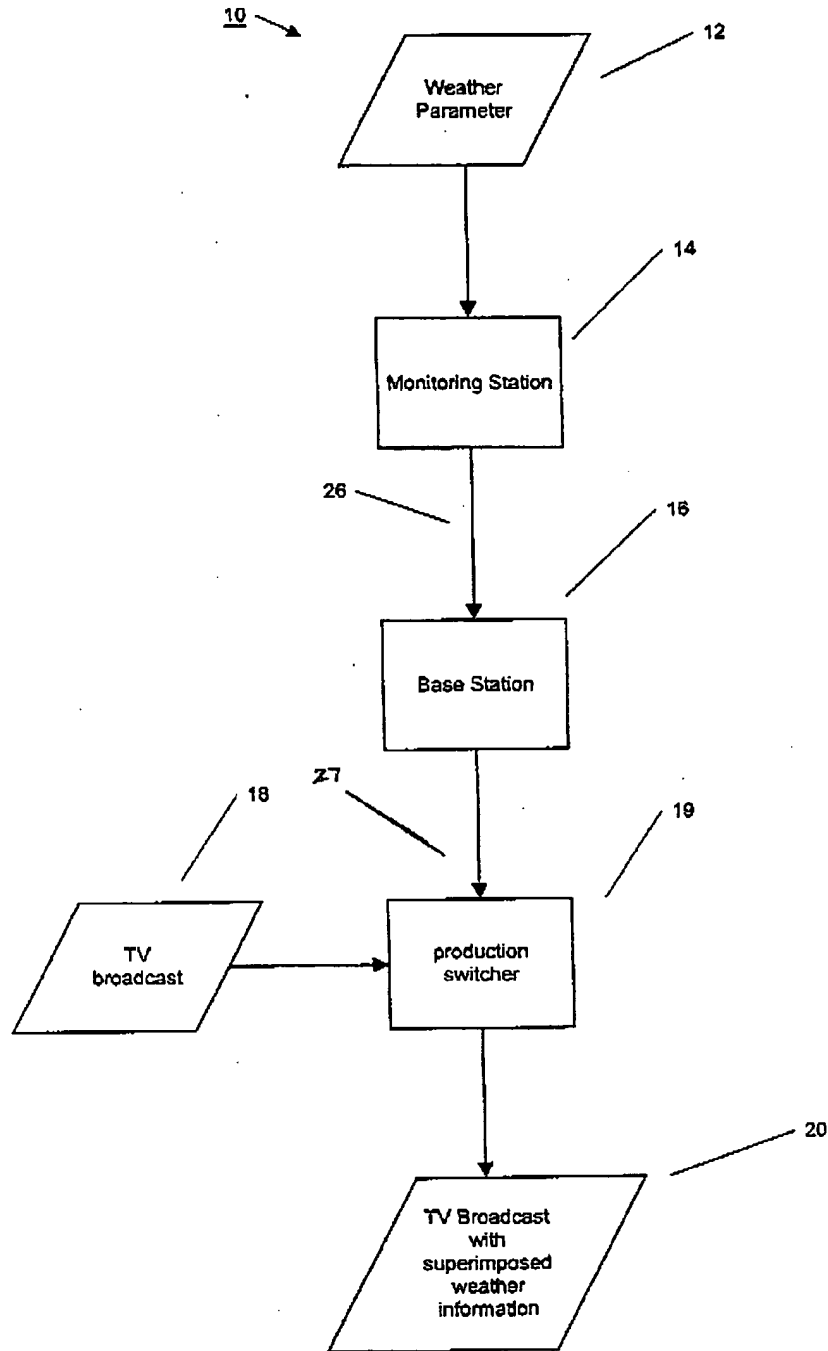 10
12
Weather
Parameter
14
Monitoring Station
26
16
Base Station
27
18
19
TV
broadcast
production
switcher
20
TV Broadcast
with
superimposed
weather
information